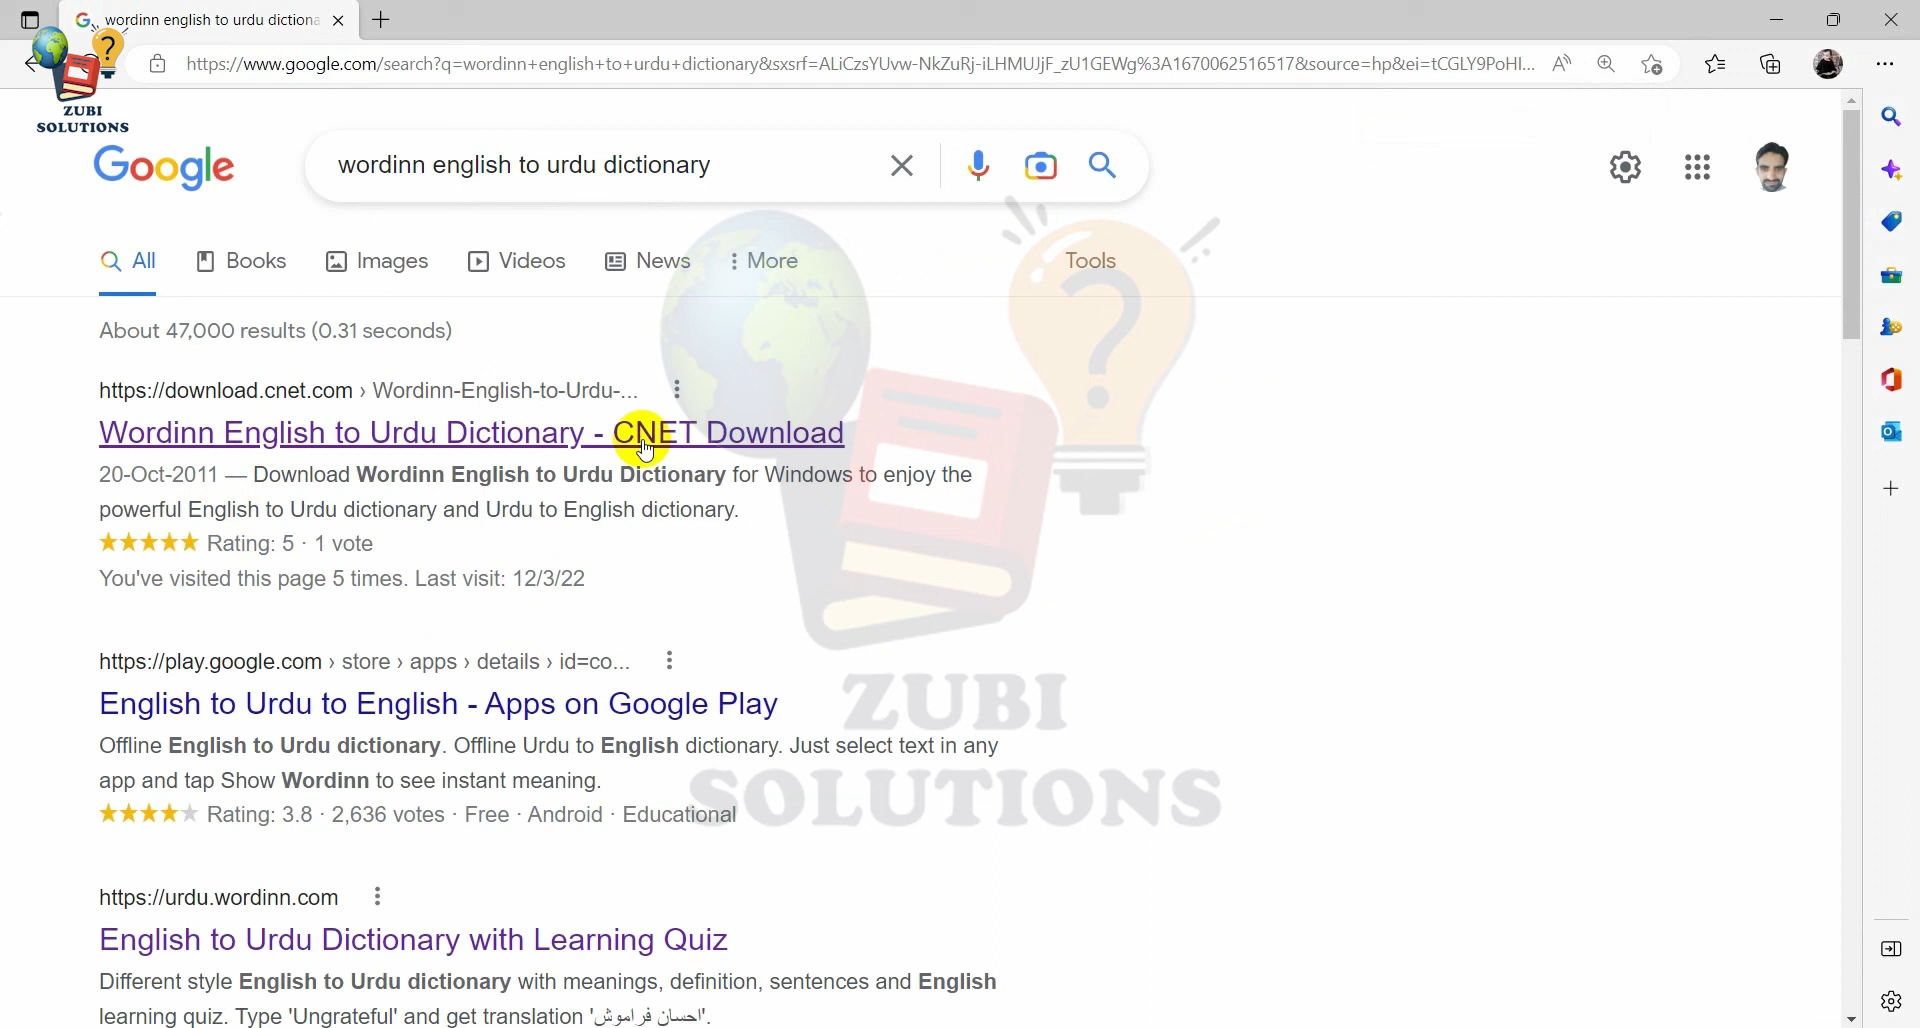 wordinn english to urdu dictiona
https://www.google.com/search?q=wordinn+english+to+urdu+dictionary&sxsrf=ALiCzsYUvw-NkZuRj-iLHMUJjF_zU1GEWg%3A1670062516517&source=hp&ei=tCGLY9PoHI...
ZUBI
SOLUTIONS
Google
wordinn english to urdu dictionary
All Books Images Videos News More Tools
About 47,000 results (0.31 seconds)
https://download.cnet.com › Wordinn-English-to-Urdu-...
Wordinn English to Urdu Dictionary - CNET Download
20-Oct-2011 — Download Wordinn English to Urdu Dictionary for Windows to enjoy the
powerful English to Urdu dictionary and Urdu to English dictionary.
Rating: 5 · 1 vote
You've visited this page 5 times. Last visit: 12/3/22
https://play.google.com › store › apps › details › id=co...
English to Urdu to English - Apps on Google Play
ZUBI
Offline English to Urdu dictionary. Offline Urdu to English dictionary. Just select text in any
app and tap Show Wordinn to see instant meaning.
SOLUTIONS
Rating: 3.8 · 2,636 votes · Free · Android · Educational
https://urdu.wordinn.com
English to Urdu Dictionary with Learning Quiz
Different style English to Urdu dictionary with meanings, definition, sentences and English
learning quiz. Type 'Ungrateful' and get translation 'احسان فراموش'.